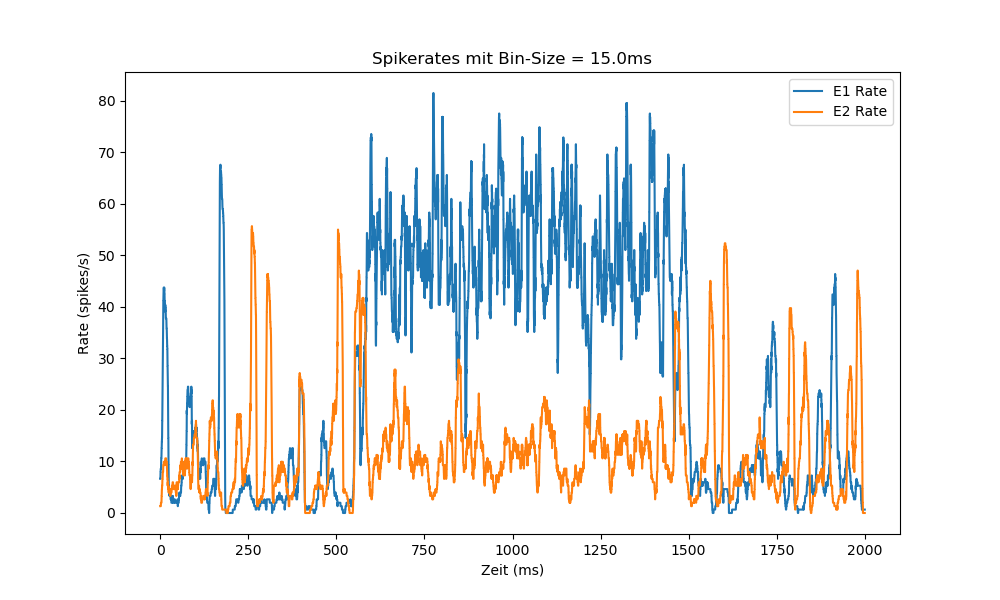 Spikerates mit Bin-Size = 15.0ms
E1 Rate
E2 Rate
80
70
60
50
40
30
20
10
0
Rate (spikes/s)
0 250 500 750 1000 1250 1500 1750 2000
Zeit (ms)